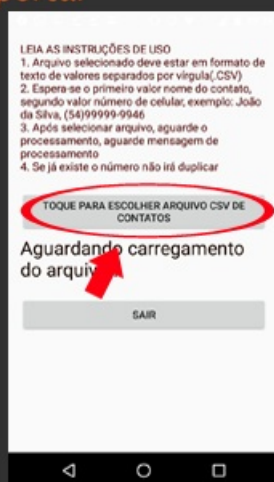 LEIA AS INSTRUÇÕES DE USO
1. Arquivo selecionado deve estar em formato de
texto de valores separados por vírgula(.CSV)
2. Espera-se o primeiro valor nome do contato,
segundo valor número de celular, exemplo: João
da Silva, (54)99999-9946
3. Após selecionar arquivo, aguarde o
processamento, aguarde mensagem de
processamento
4. Se já existe o número não irá duplicar
TOQUE PARA ESCOLHER ARQUIVO CSV DE
CONTATOS
Aguardando carregamento
do arquivo
SAIR